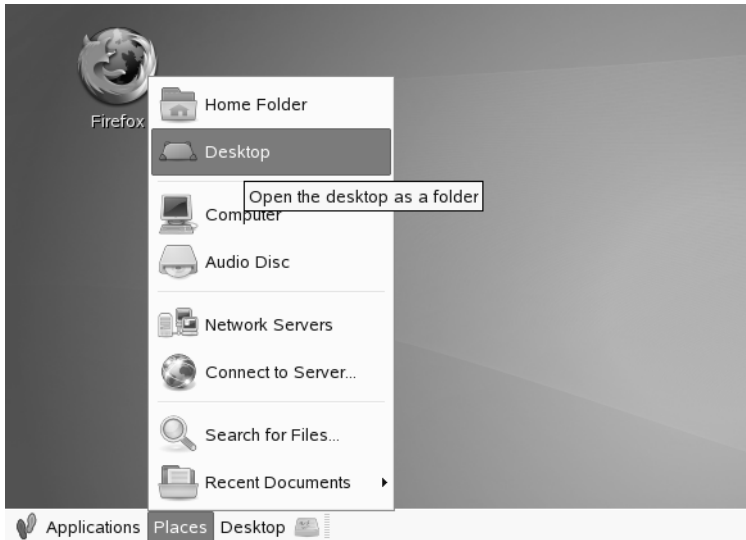 Firefox
Home Folder
Desktop
Open the desktop as a folder
Computer
Audio Disc
Network Servers
Connect to Server...
Search for Files...
Recent Documents
Applications Places Desktop